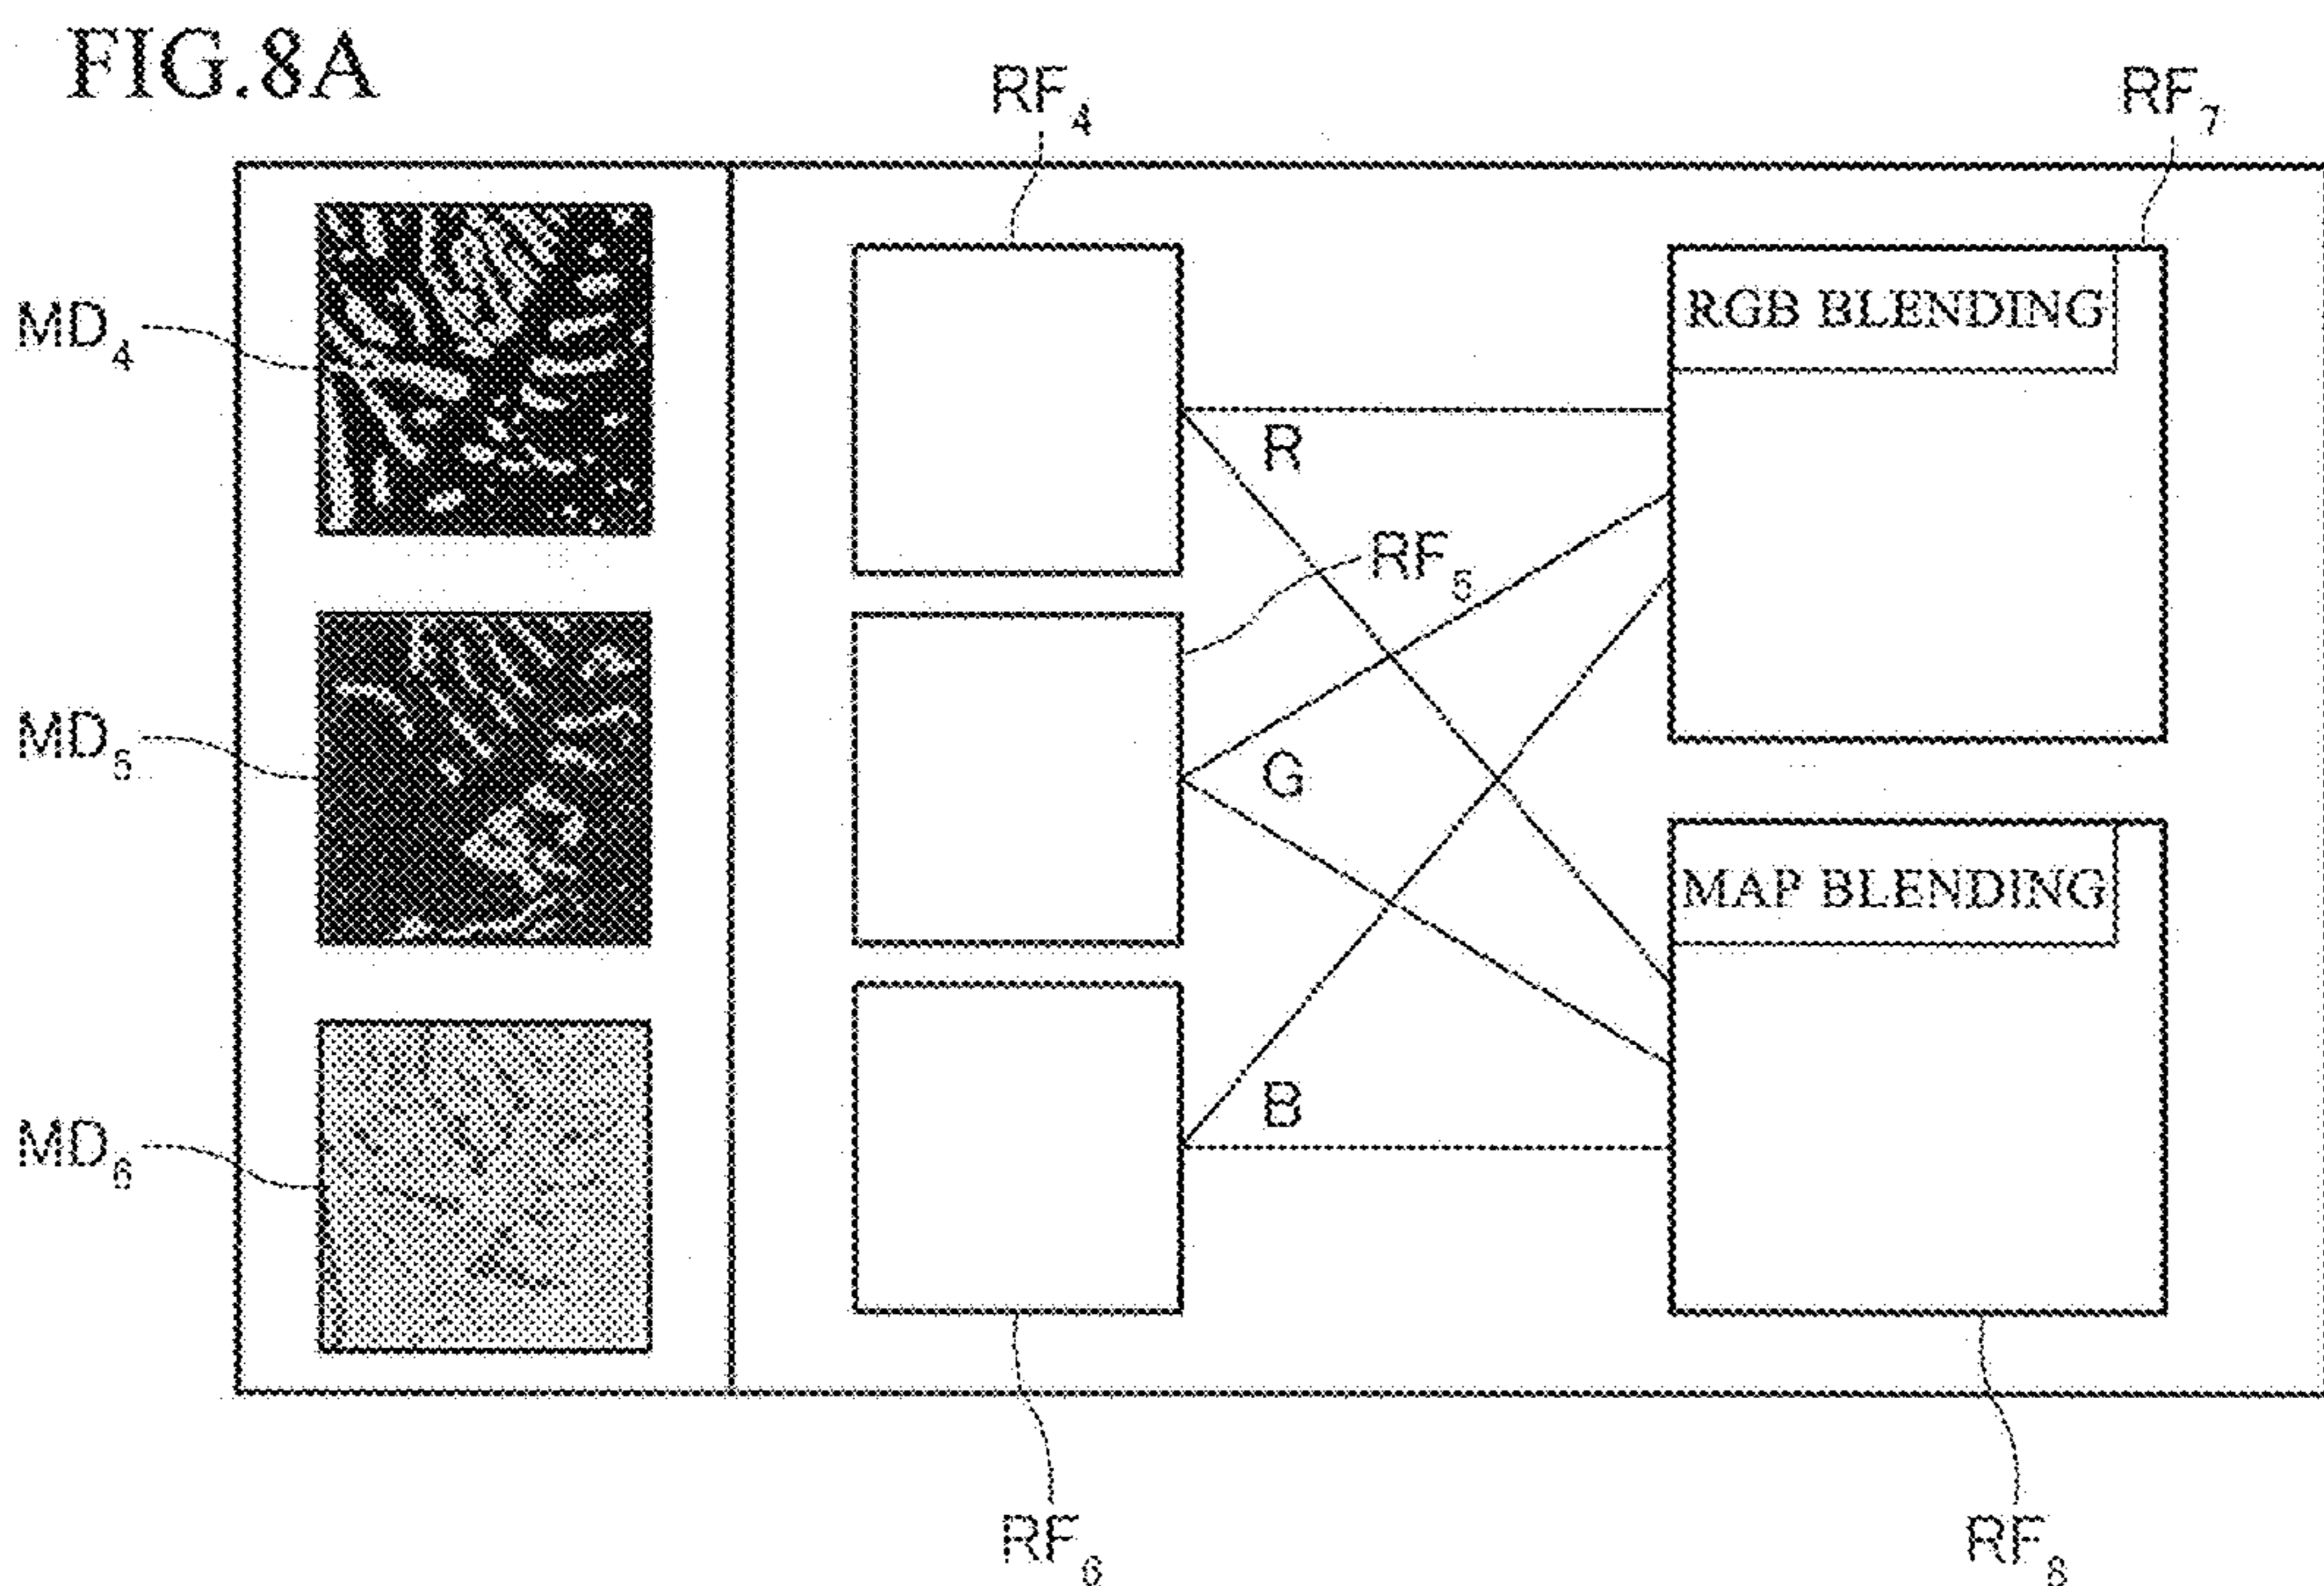 FIG.8A
RF4
RF7
MD4
RGB BLENDING
R
RF5
MD5
G
MAP BLENDING
MD6
B
RF6
RF8